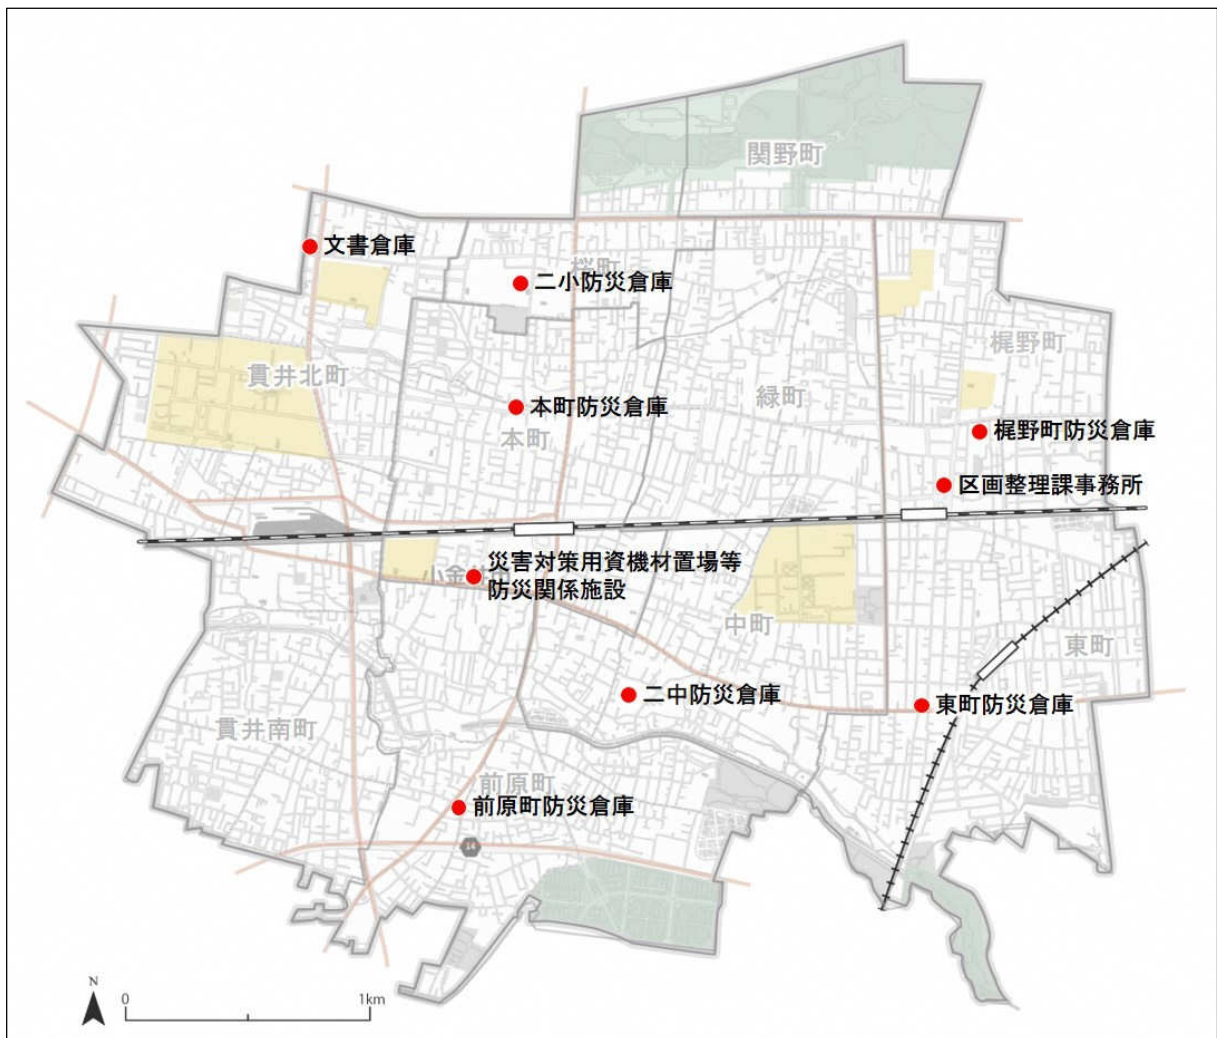 関野町
文書倉庫
桜町
二小防災倉庫
梶野町
貫井北町
緑町
本町防災倉庫
本町
梶野町防災倉庫
区画整理課事務所
災害対策用資機材置場等
小金井市
防災関係施設
中町
東町
二中防災倉庫
東町防災倉庫
貫井南町
前原町
前原町防災倉庫
14
N
0
1km